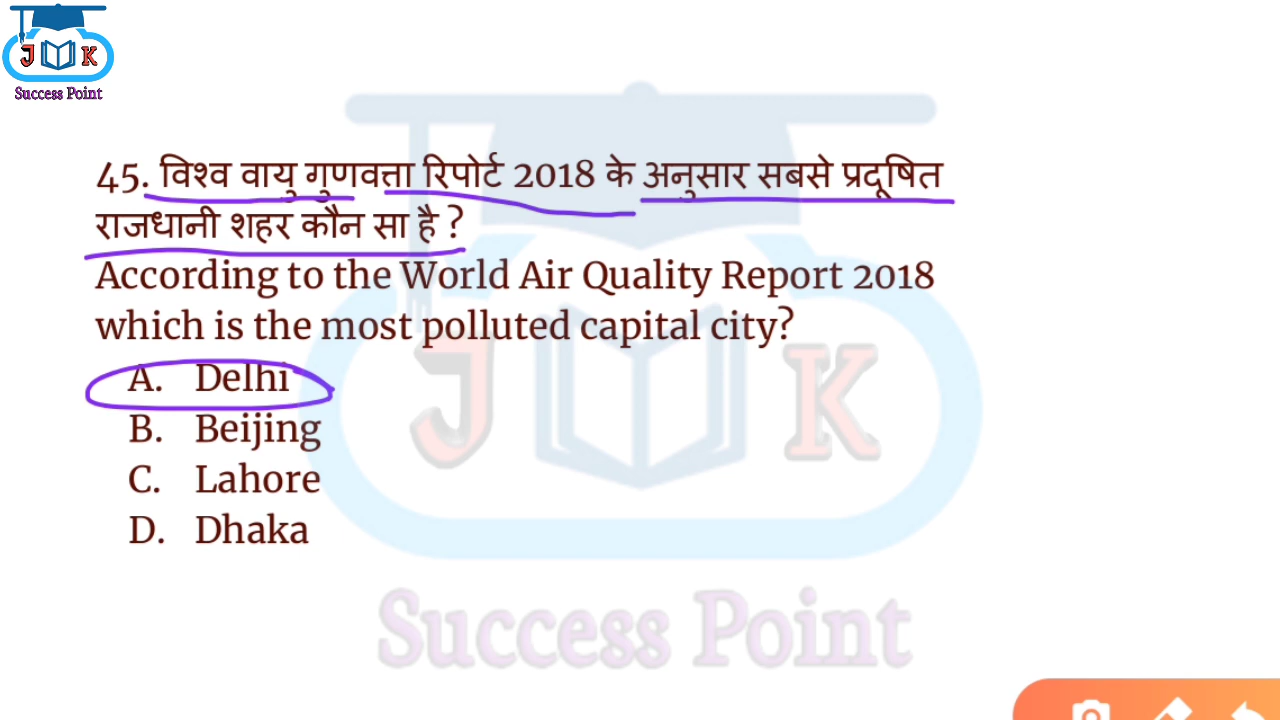 J K
Success Point
45. विश्व वायु गुणवत्ता रिपोर्ट 2018 के अनुसार सबसे प्रदूषित
राजधानी शहर कौन सा है ?
According to the World Air Quality Report 2018
which is the most polluted capital city?
A. Delhi
B. Beijing
C. Lahore
D. Dhaka
J K
Success Point